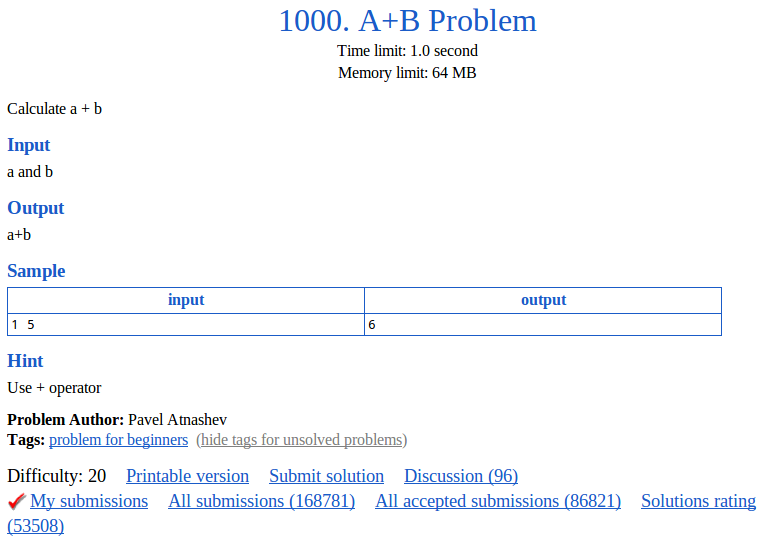 1000. A+B Problem
Time limit: 1.0 second
Memory limit: 64 MB
Calculate a + b
Input
a and b
Output
a+b
Sample
input output
1 5 6
Hint
Use + operator
Problem Author: Pavel Atnashev
Tags: problem for beginners (hide tags for unsolved problems)
Difficulty: 20 Printable version Submit solution Discussion (96)
My submissions All submissions (168781) All accepted submissions (86821) Solutions rating
(53508)